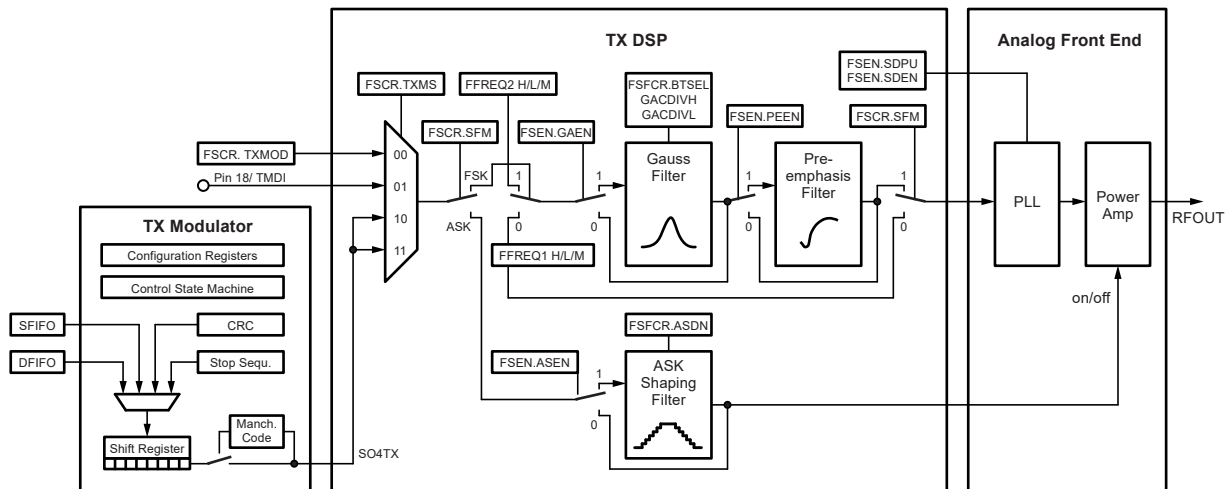 TX DSP
Analog Front End
FSCR.TXMS
FFREQ2 H/L/M
FSFCR.BTSEL
GACDIVH
GACDIVL
FSEN.SDPU
FSEN.SDEN
FSCR.SFM
FSEN.GAEN
FSEN.PEEN
FSCR.SFM
FSCR. TXMOD
00
Pin 18/ TMDI
01
10
11
FSK
ASK
1
0
1
0
Gauss
Filter
1
0
Pre-
emphasis
Filter
1
0
PLL
Power
Amp
RFOUT
FFREQ1 H/L/M
on/off
TX Modulator
Configuration Registers
Control State Machine
SFIFO
CRC
DFIFO
Stop Sequ.
FSFCR.ASDN
FSEN.ASEN
1
0
ASK
Shaping
Filter
Manch.
Code
Shift Register
SO4TX